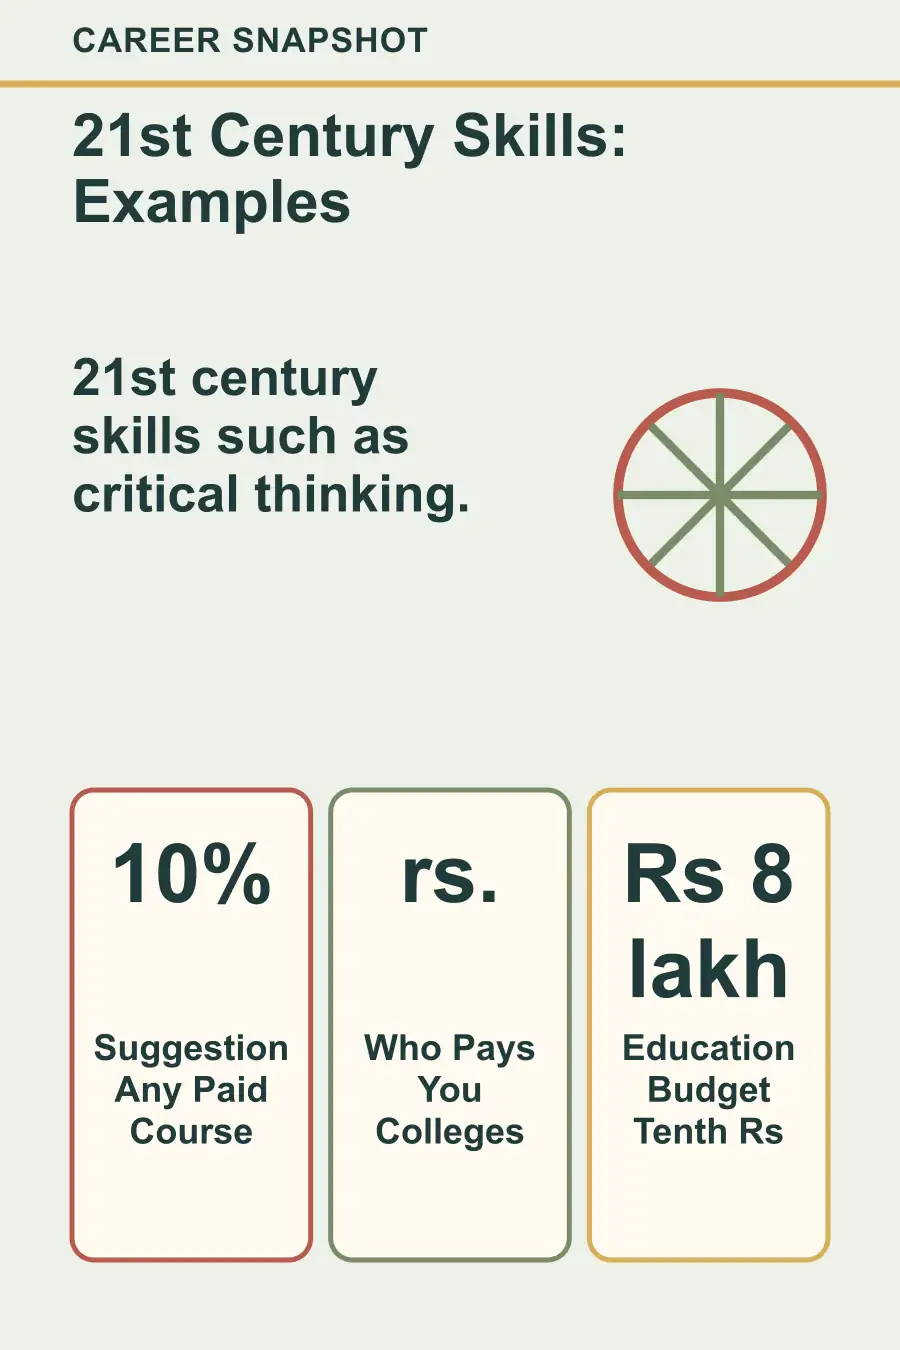 CAREER SNAPSHOT
21st Century Skills:
Examples
21st century
skills such as
critical thinking.
10%
Suggestion
Any Paid
Course
rs.
Who Pays
You
Colleges
Rs 8
lakh
Education
Budget
Tenth Rs